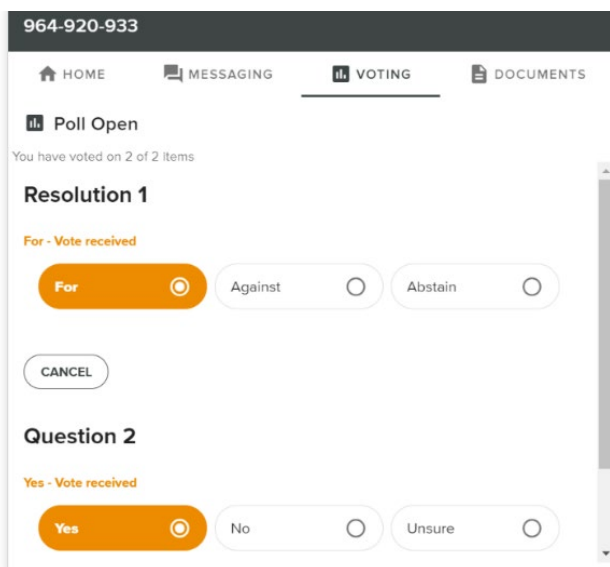 964-920-933
HOME MESSAGING VOTING DOCUMENTS
Poll Open
You have voted on 2 of 2 items
Resolution 1
For - Vote received
For Against Abstain
CANCEL
Question 2
Yes - Vote received
Yes No Unsure